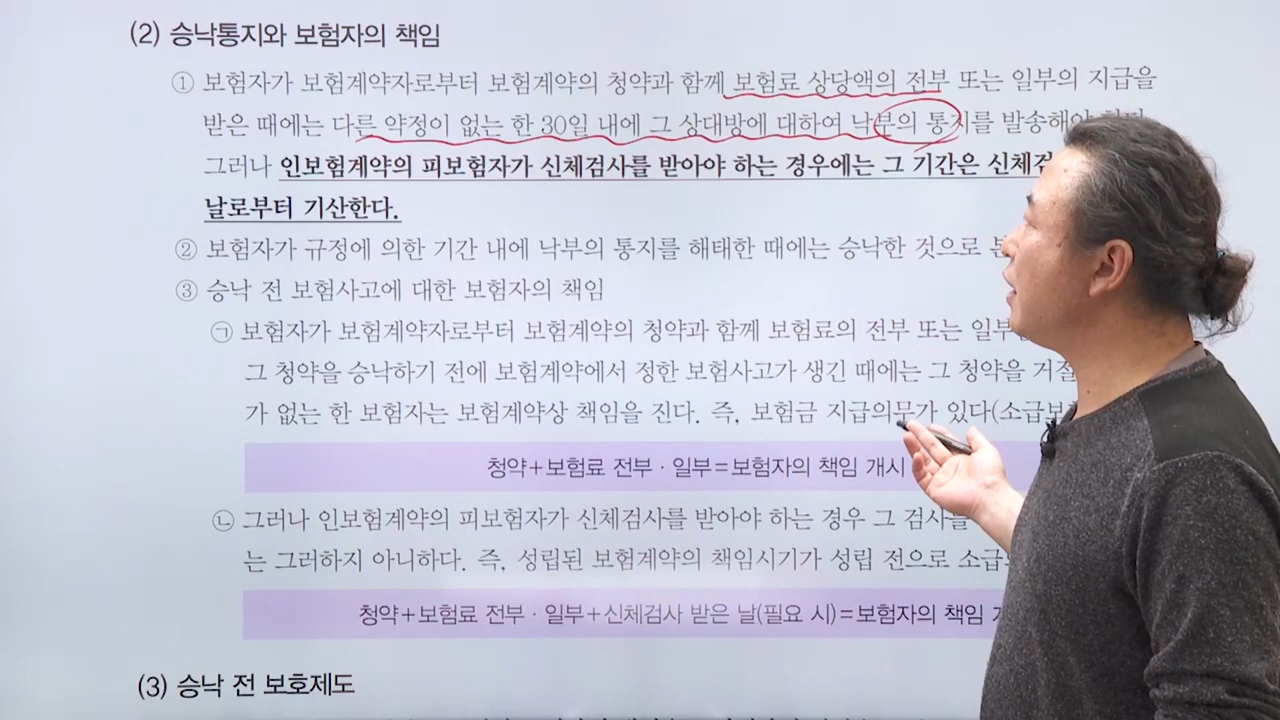 (2) 승낙통지와 보험자의 책임
① 보험자가 보험계약자로부터 보험계약의 청약과 함께 보험료 상당액의 전부 또는 일부의 지급을
받은 때에는 다른 약정이 없는 한 30일 내에 그 상대방에 대하여 낙부의 통지를 발송해야
그러나 인보험계약의 피보험자가 신체검사를 받아야 하는 경우에는 그 기간은
날로부터 기산한다.
② 보험자가 규정에 의한 기간 내에 낙부의 통지를 해태한 때에는 승낙한 것으로
③ 승낙 전 보험사고에 대한 보험자의 책임
㉠ 보험자가 보험계약자로부터 보험계약의 청약과 함께 보험료의 전부 또는
그 청약을 승낙하기 전에 보험계약에서 정한 보험사고가 생긴 때에는 그 청약을
가 없는 한 보험자는 보험계약상 책임을 진다. 즉, 보험금 지급의무가 있다
청약+보험료 전부·일부=보험자의 책임 개시
㉡ 그러나 인보험계약의 피보험자가 신체검사를 받아야 하는 경우 그
는 그러하지 아니하다. 즉, 성립된 보험계약의 책임시기가 성립 전으로
청약+보험료 전부·일부+신체검사 받은 날(필요 시)=보험자의 책임
(3) 승낙 전 보호제도